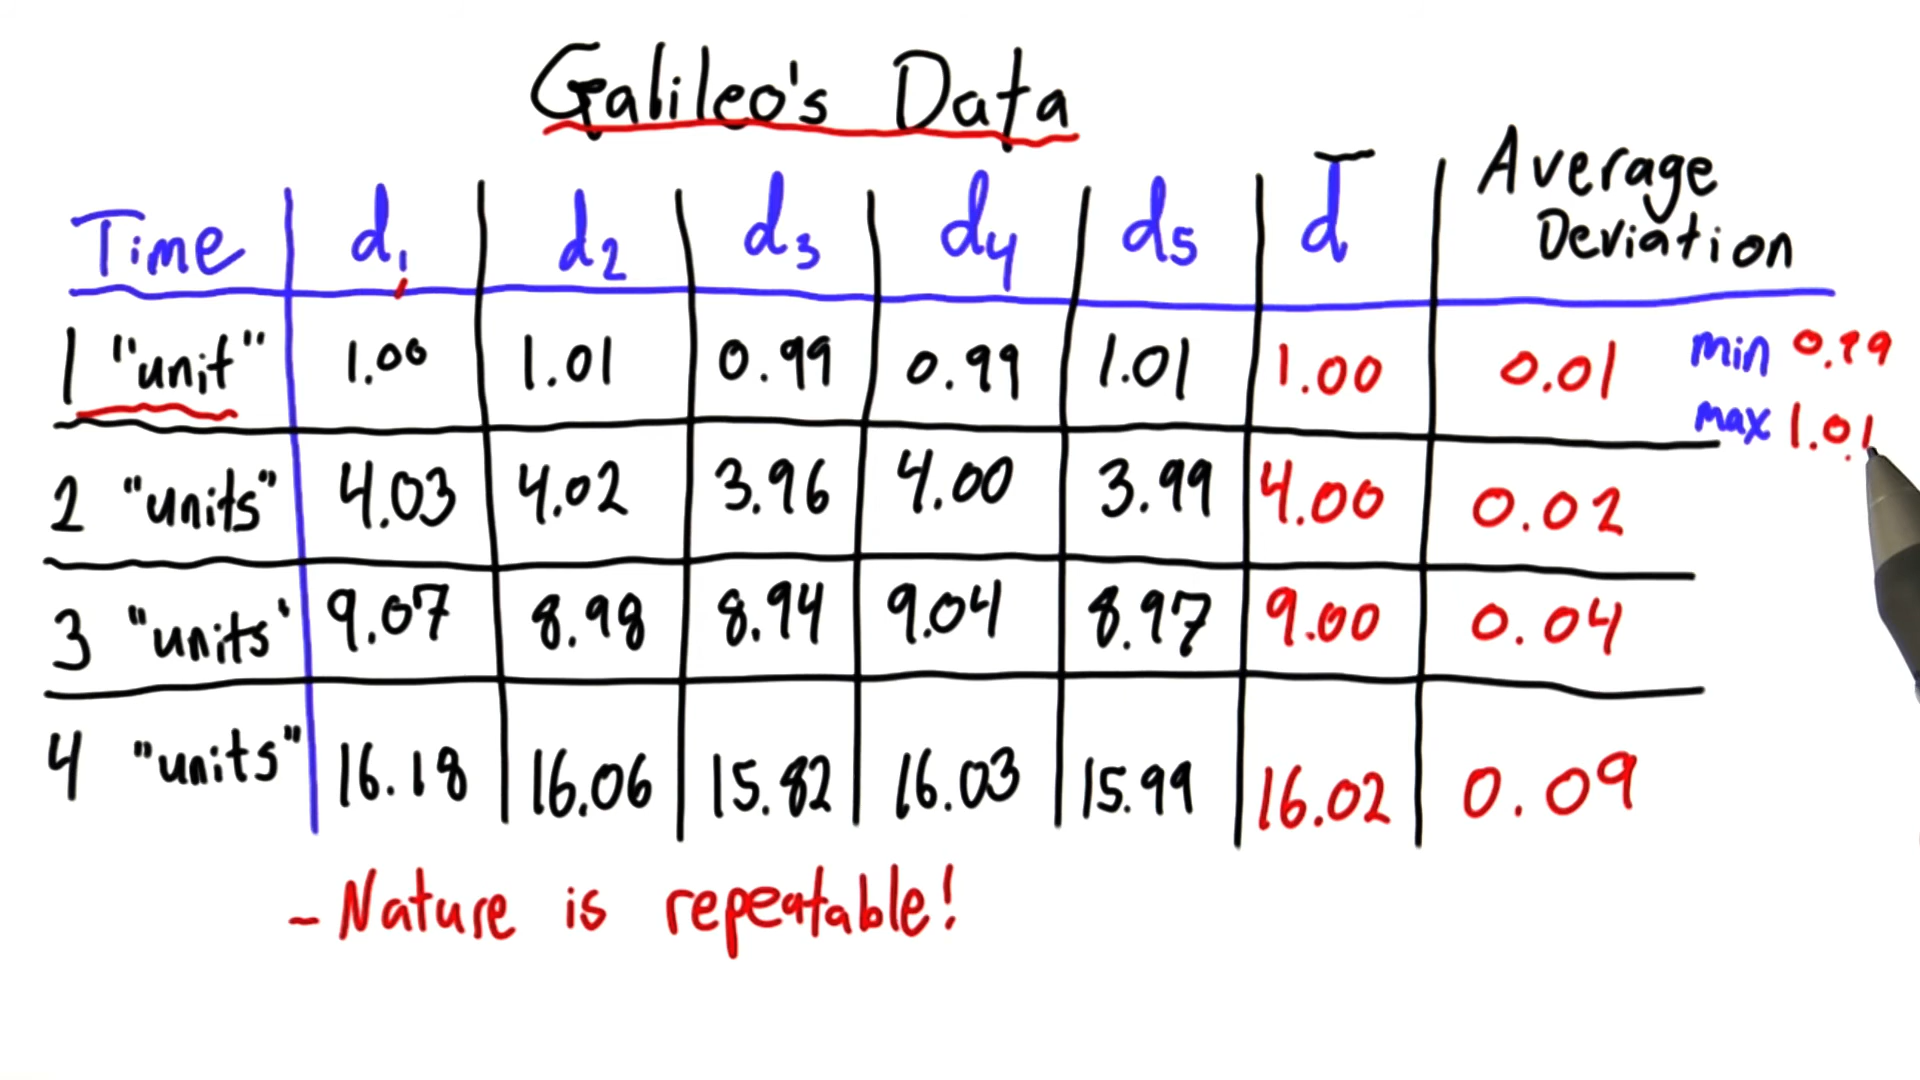 Galileo's Data
Time d1 d2 d3 d4 d5 d̅ Average Deviation
1 "unit" 1.00 1.01 0.99 0.99 1.01 1.00 0.01 min 0.99
max 1.01
2 "units" 4.03 4.02 3.96 4.00 3.99 4.00 0.02
3 "units" 9.07 8.98 8.94 9.04 8.97 9.00 0.04
4 "units" 16.18 16.06 15.82 16.03 15.99 16.02 0.09
- Nature is repeatable!